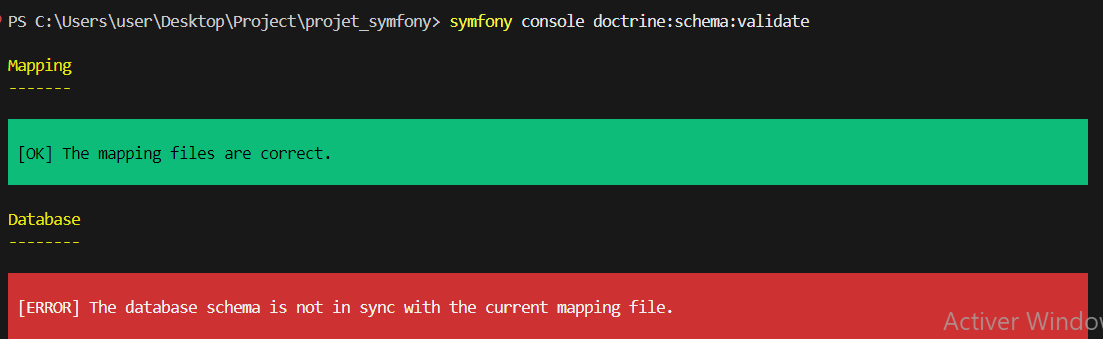 PS C:\Users\user\Desktop\Project\projet_symfony> symfony console doctrine:schema:validate
Mapping
-------
[OK] The mapping files are correct.
Database
--------
[ERROR] The database schema is not in sync with the current mapping file.
Activer Window